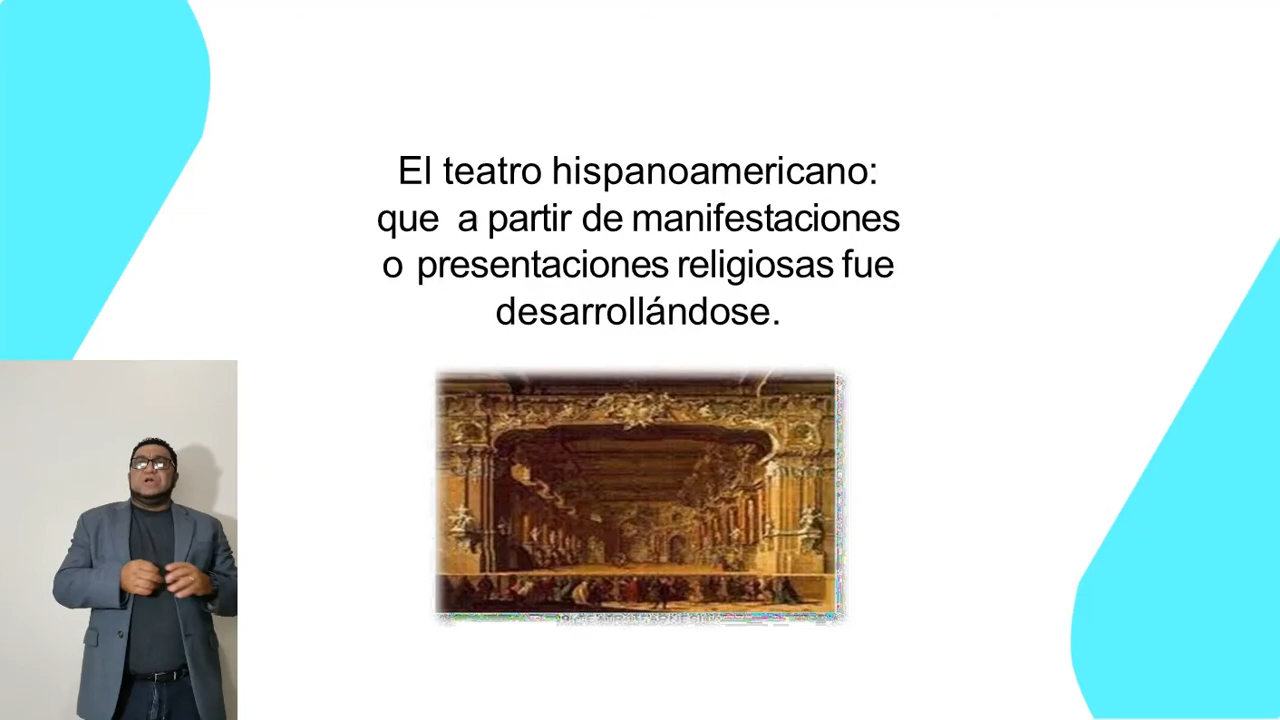 El teatro hispanoamericano:
que a partir de manifestaciones
o presentaciones religiosas fue
desarrollándose.